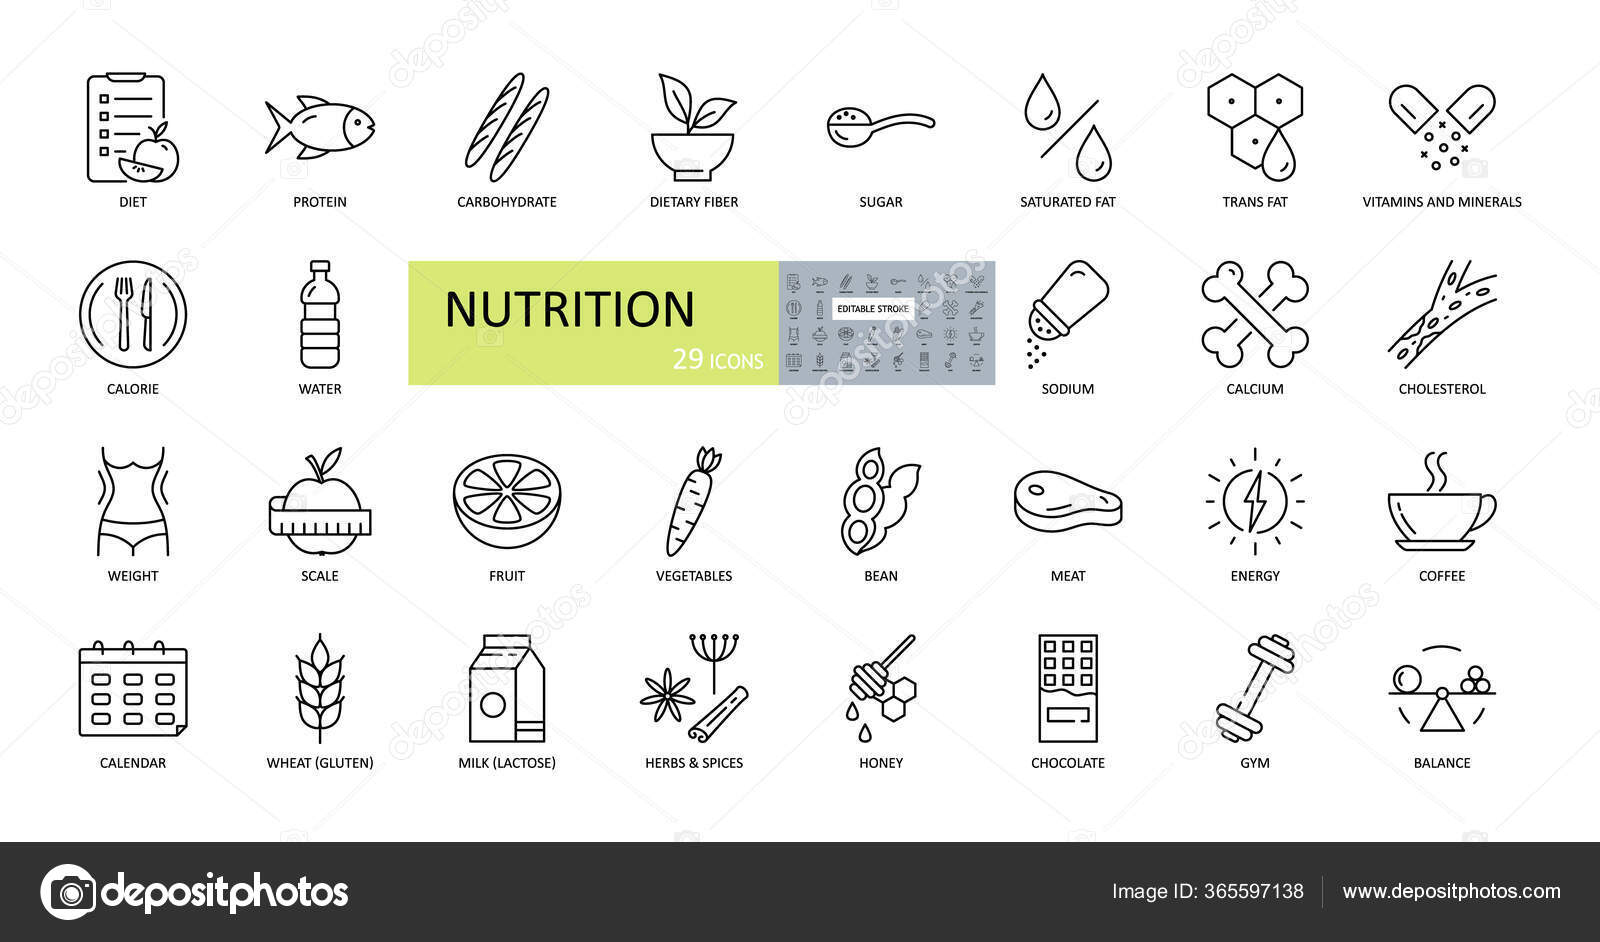 DIET
PROTEIN
CARBOHYDRATE
DIETARY FIBER
SUGAR
SATURATED FAT
TRANS FAT
VITAMINS AND MINERALS
CALORIE
WATER
NUTRITION
29 ICONS
EDITABLE STROKE
SODIUM
CALCIUM
CHOLESTEROL
WEIGHT
SCALE
FRUIT
VEGETABLES
BEAN
MEAT
ENERGY
COFFEE
CALENDAR
WHEAT (GLUTEN)
MILK (LACTOSE)
HERBS & SPICES
HONEY
CHOCOLATE
GYM
BALANCE
depositphotos
Image ID: 365597138
www.depositphotos.com